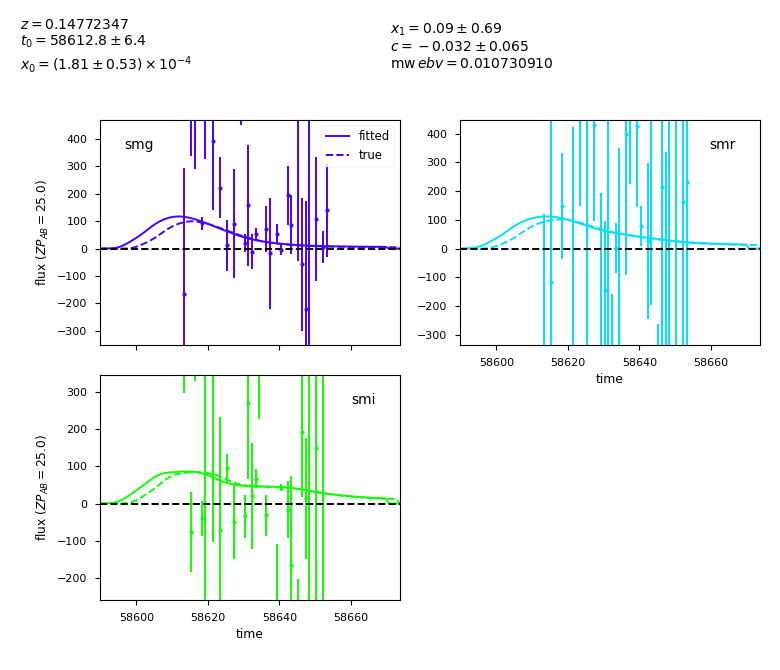 z = 0.14772347
t₀ = 58612.8 ± 6.4
x₀ = (1.81 ± 0.53) × 10⁻⁴
x₁ = 0.09 ± 0.69
c = −0.032 ± 0.065
mw ebv = 0.010730910
smg
fitted
true
400
300
200
100
0
−100
−200
−300
flux (ZP_AB = 25.0)
smr
400
300
200
100
0
−100
−200
−300
58600 58620 58640 58660
time
smi
300
200
100
0
−100
−200
flux (ZP_AB = 25.0)
58600 58620 58640 58660
time